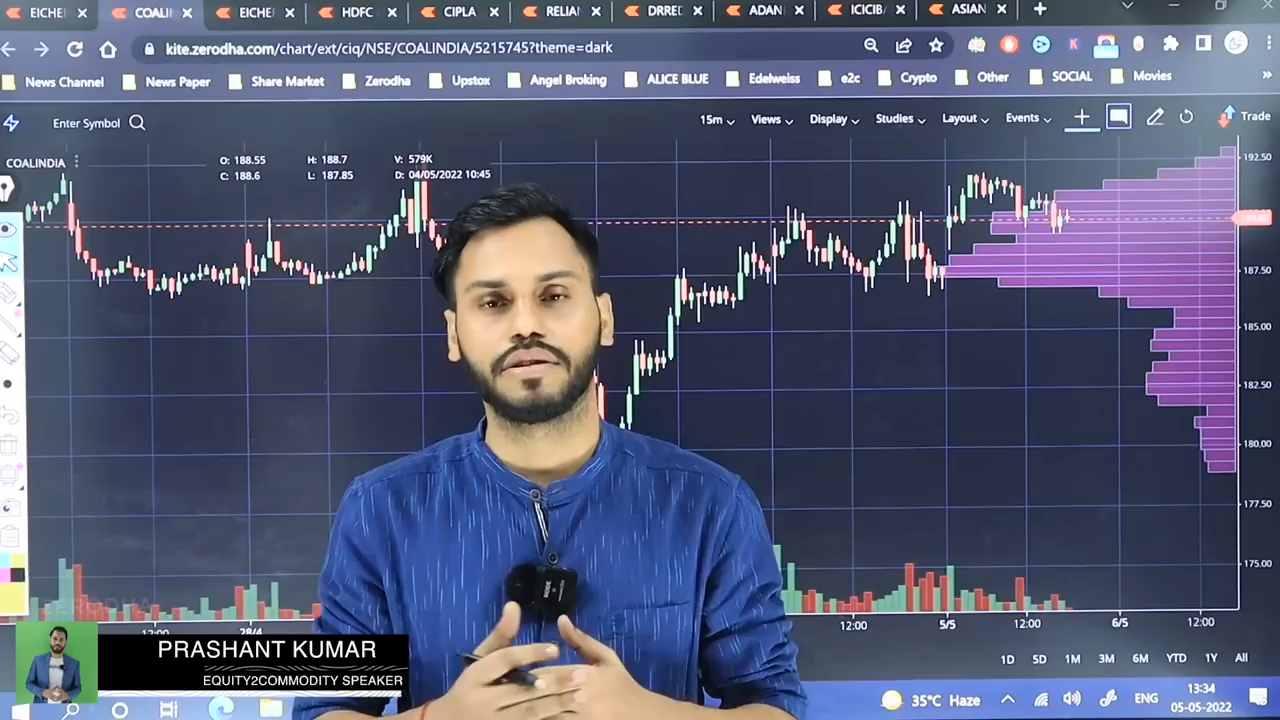 EICHE COALI EICHE HDFC CIPLA RELIAN DRRED ADAN ICICIB ASIAN
kite.zerodha.com/chart/ext/ciq/NSE/COALINDIA/5215745?theme=dark
News Channel News Paper Share Market Zerodha Upstox Angel Broking ALICE BLUE Edelweiss e2c Crypto Other SOCIAL Movies
Enter Symbol 15m Views Display Studies Layout Events Trade
COALINDIA O: 188.55 H: 188.7 V: 579K
C: 188.6 L: 187.85 D: 04/05/2022 10:45
192.50
187.50
185.00
182.50
180.00
177.50
175.00
ZERODHA
12:00 28/4 12:00 5/5 12:00 6/5 12:00
PRASHANT KUMAR
EQUITY2COMMODITY SPEAKER
1D 5D 1M 3M 6M YTD 1Y All
35°C Haze ENG 13:34
05-05-2022